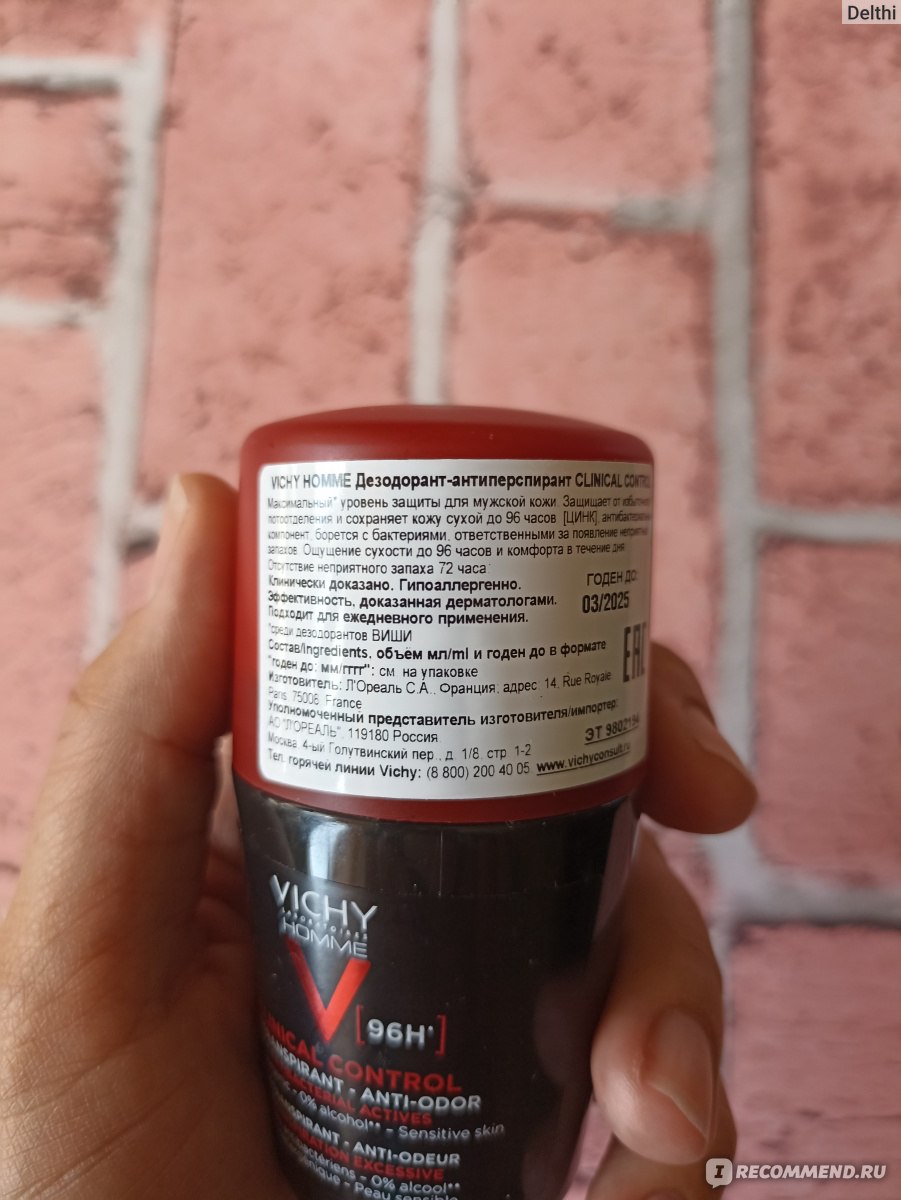 Delthi
VICHY HOMME Дезодорант-антиперспирант CLINICAL CONTROL
Максимальный* уровень защиты для мужской кожи. Защищает от
потоотделения и сохраняет кожу сухой до 96 часов. [ЦИНК], антибактериальный
компонент, борется с бактериями, ответственными за появление неприятных
запахов. Ощущение сухости до 96 часов и комфорта в течение дня.
Отсутствие неприятного запаха 72 часа.
Клинически доказано. Гипоаллергенно.
ГОДЕН ДО:
Эффективность, доказанная дерматологами.
03/2025
Подходит для ежедневного применения.
*среди дезодорантов ВИШИ
Состав/Ingredients, объём мл/ml и годен до в формате
"годен до: мм/гггг": см. на упаковке
EAC
Изготовитель: Л'Ореаль С.А., Франция, адрес: 14, Rue Royale
Paris 75008, France
Уполномоченный представитель изготовителя/импортер:
АО "Л'ОРЕАЛЬ", 119180 Россия,
Москва, 4-ый Голутвинский пер., д. 1/8, стр. 1-2
ЭТ 9802194
Тел. горячей линии Vichy: (8 800) 200 40 05 www.vichyconsult.ru
VICHY
LABORATOIRES
HOMME
V [96H*]
CLINICAL CONTROL
- ANTI-ODOR
ACTIVES
- 0% alcohol** - Sensitive skin
- ANTI-ODEUR
EXCESSIVE
- 0% alcool**
- Peau sensible
IRECOMMEND.RU